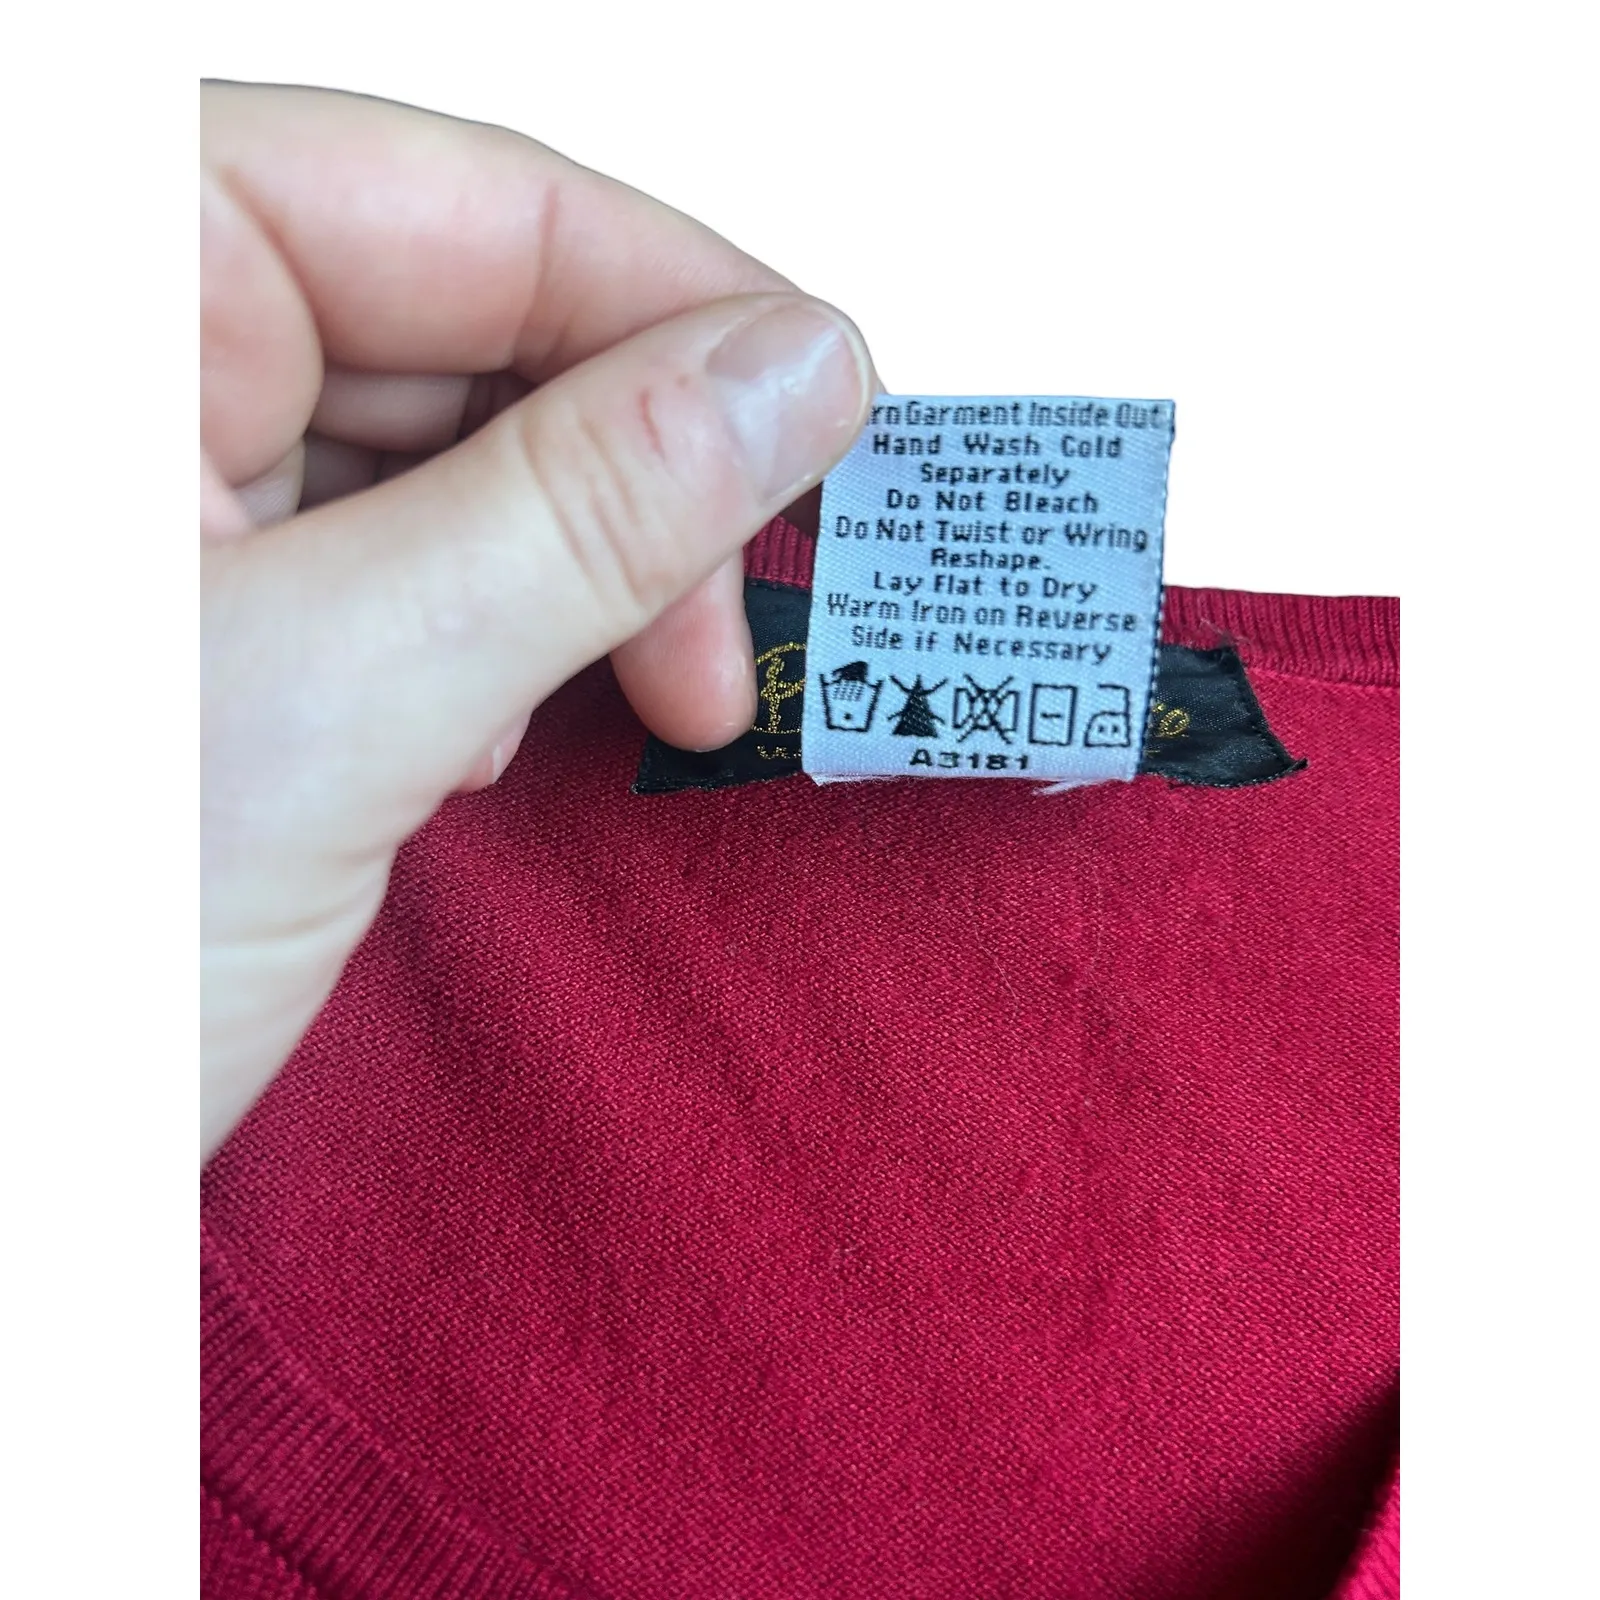 Garment Inside Out
Hand Wash Cold
Separately
Do Not Bleach
Do Not Twist or Wring
Reshape.
Lay Flat to Dry
Warm Iron on Reverse
Side if Necessary
A3181